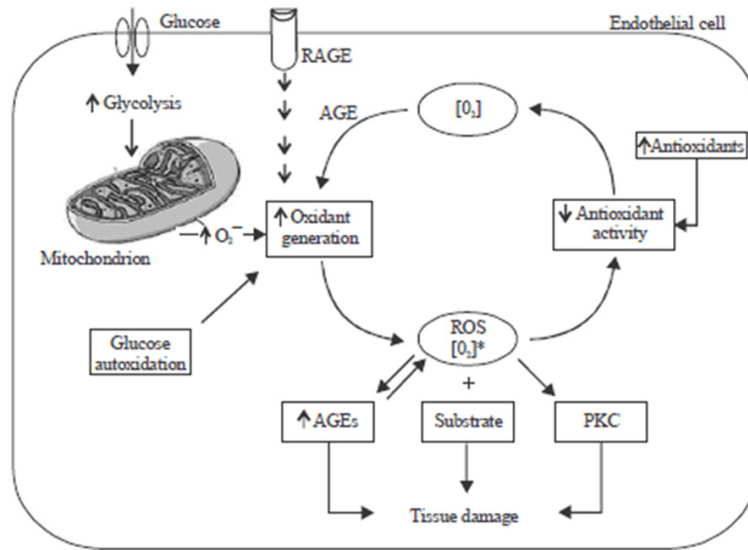 Glucose
Endothelial cell
RAGE
↑ Glycolysis
AGE
[0₂]
↑Antioxidants
↑ Oxidant
generation
↓ Antioxidant
activity
↑ O₂⁻
Mitochondrion
Glucose
autoxidation
ROS
[0₂]*
+
↑ AGEs
Substrate
PKC
Tissue damage